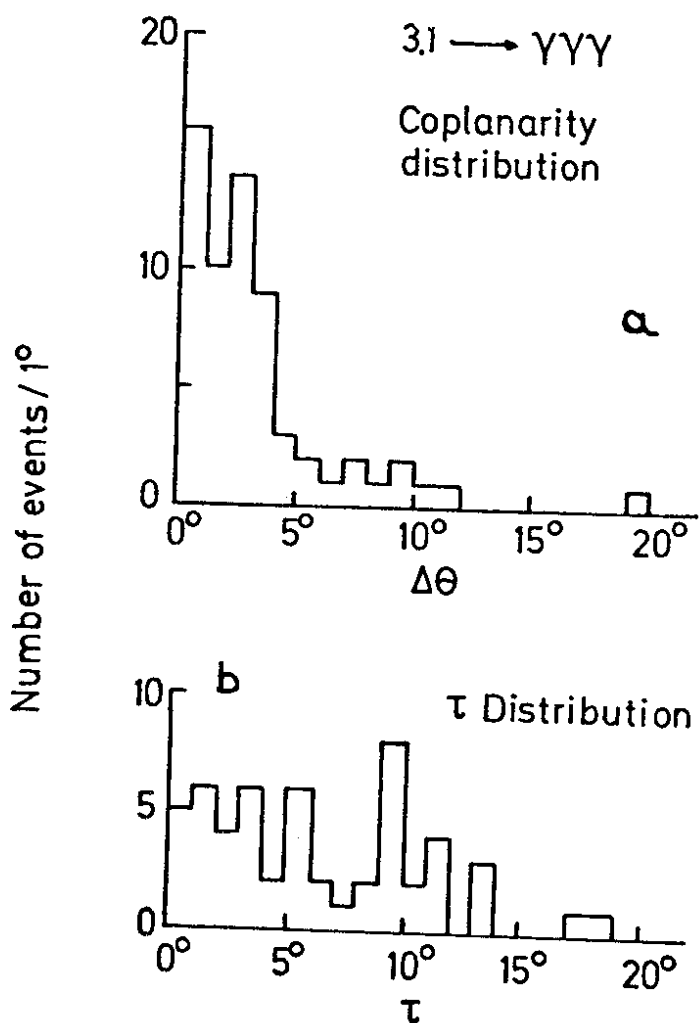 20
3.1 → γγγ
Coplanarity
distribution
10
a
0
0° 5° 10° 15° 20°
Δθ
Number of events / 1°
10
b
τ Distribution
5
0
0° 5° 10° 15° 20°
τ